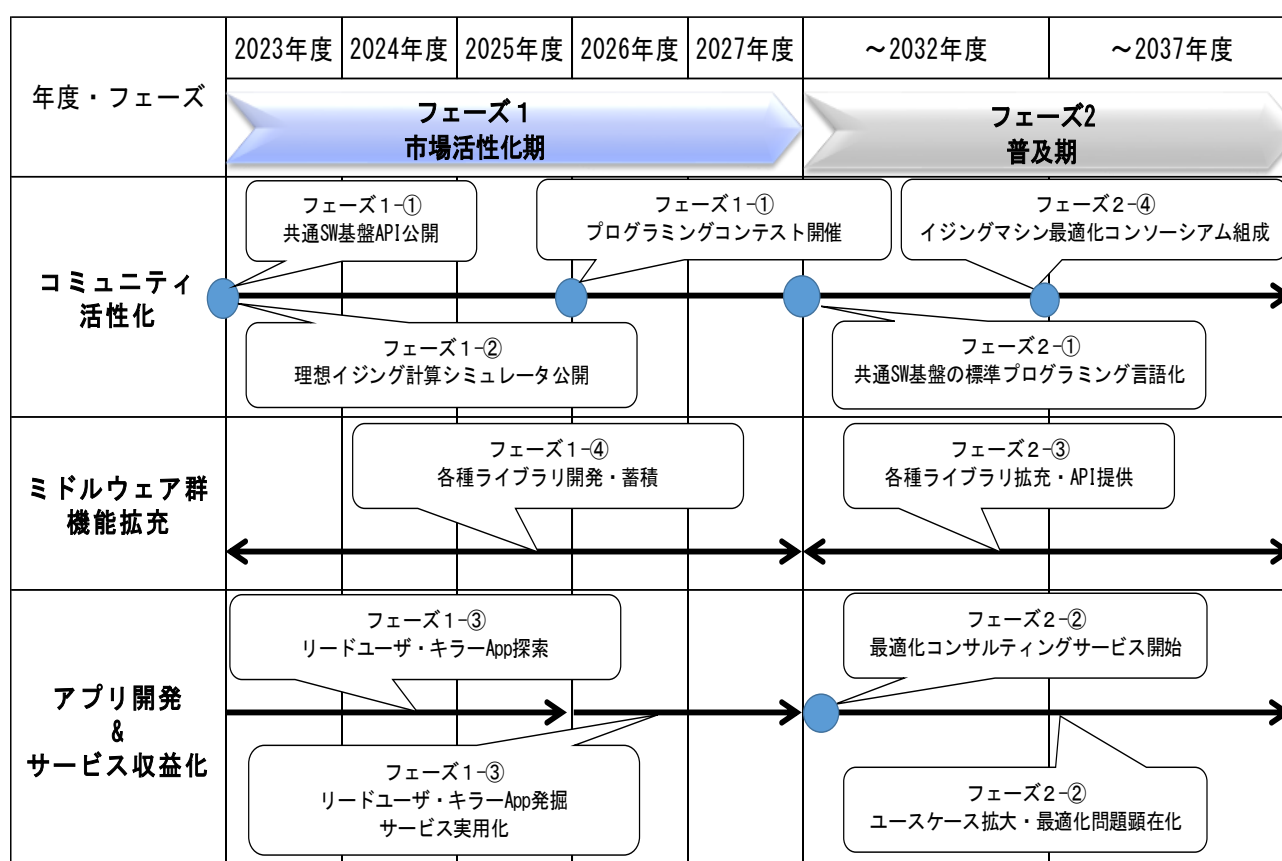 年度・フェーズ
2023年度
2024年度
2025年度
2026年度
2027年度
～2032年度
～2037年度
フェーズ１
市場活性化期
フェーズ2
普及期
コミュニティ
活性化
フェーズ１-①
共通SW基盤API公開
フェーズ１-①
プログラミングコンテスト開催
フェーズ２-④
イジングマシン最適化コンソーシアム組成
フェーズ１-②
理想イジング計算シミュレータ公開
フェーズ２-①
共通SW基盤の標準プログラミング言語化
ミドルウェア群
機能拡充
フェーズ１-④
各種ライブラリ開発・蓄積
フェーズ２-③
各種ライブラリ拡充・API提供
アプリ開発
&
サービス収益化
フェーズ１-③
リードユーザ・キラーApp探索
フェーズ２-②
最適化コンサルティングサービス開始
フェーズ１-③
リードユーザ・キラーApp発掘
サービス実用化
フェーズ２-②
ユースケース拡大・最適化問題顕在化